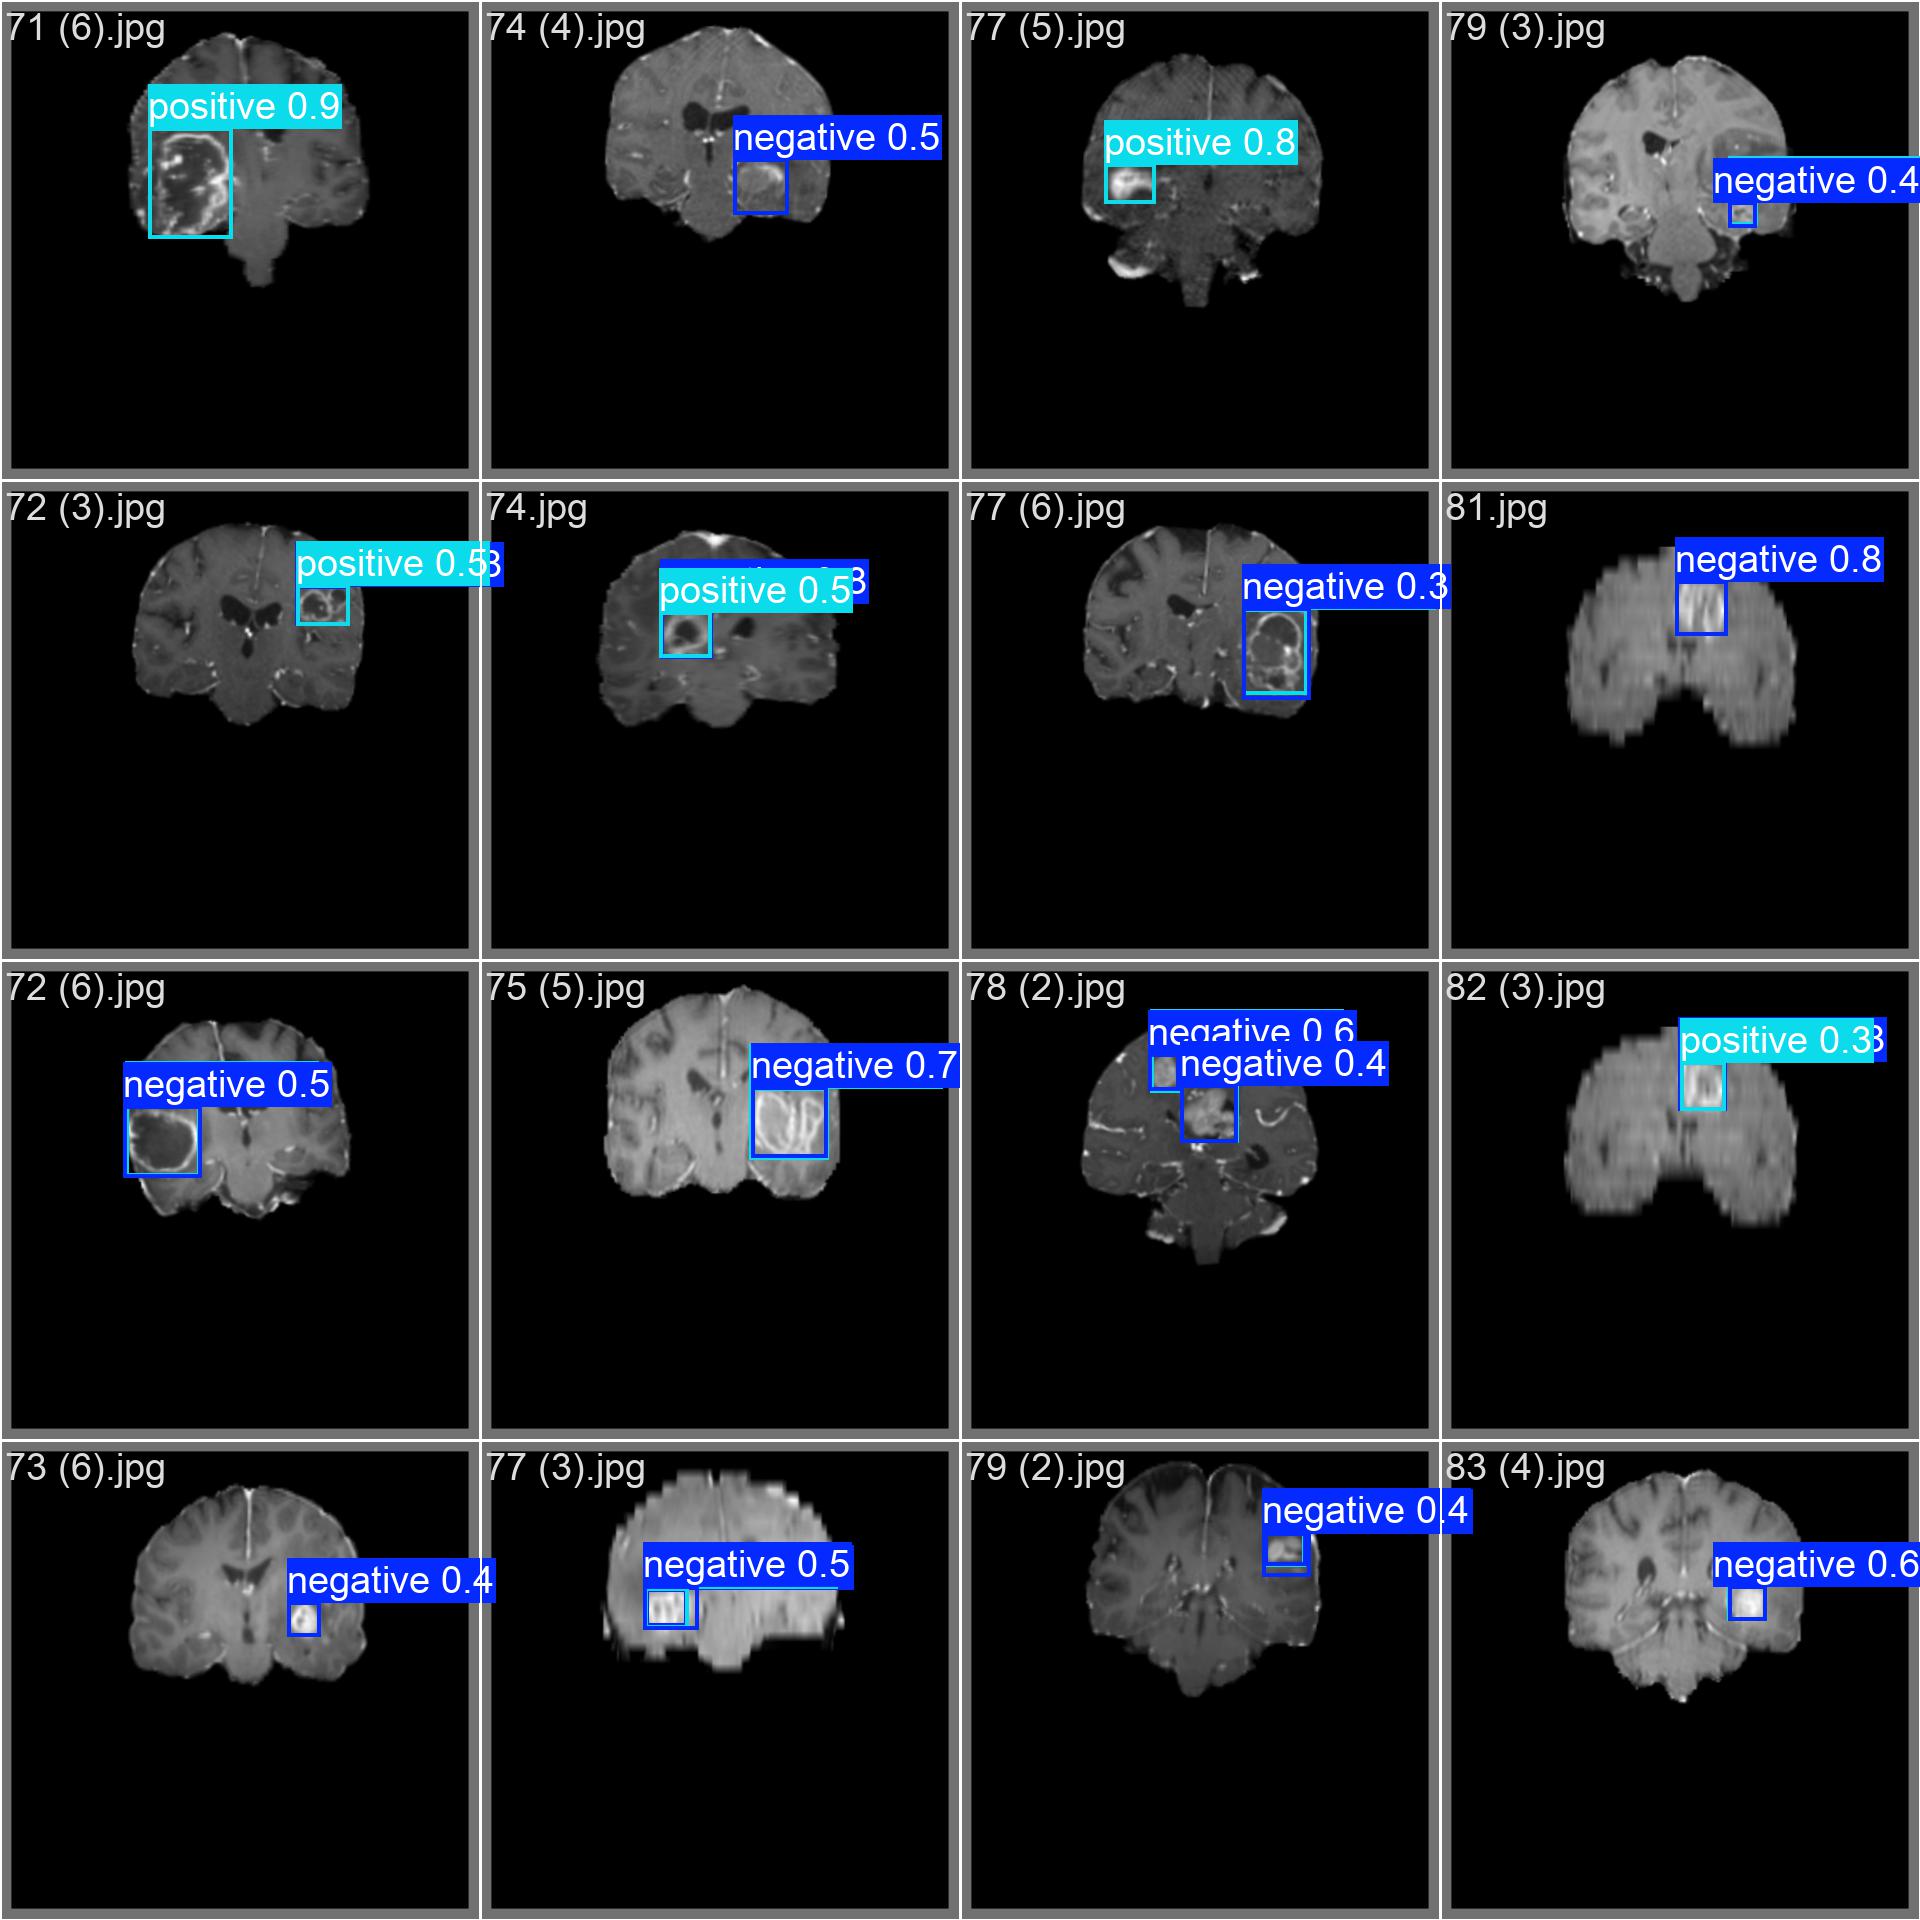 71 (6).jpg
positive 0.9
74 (4).jpg
negative 0.5
77 (5).jpg
positive 0.8
79 (3).jpg
negative 0.4
72 (3).jpg
positive 0.5
74.jpg
positive 0.5
77 (6).jpg
negative 0.3
81.jpg
negative 0.8
72 (6).jpg
negative 0.5
75 (5).jpg
negative 0.7
78 (2).jpg
negative 0.6
negative 0.4
82 (3).jpg
positive 0.3
73 (6).jpg
negative 0.4
77 (3).jpg
negative 0.5
79 (2).jpg
negative 0.4
83 (4).jpg
negative 0.6